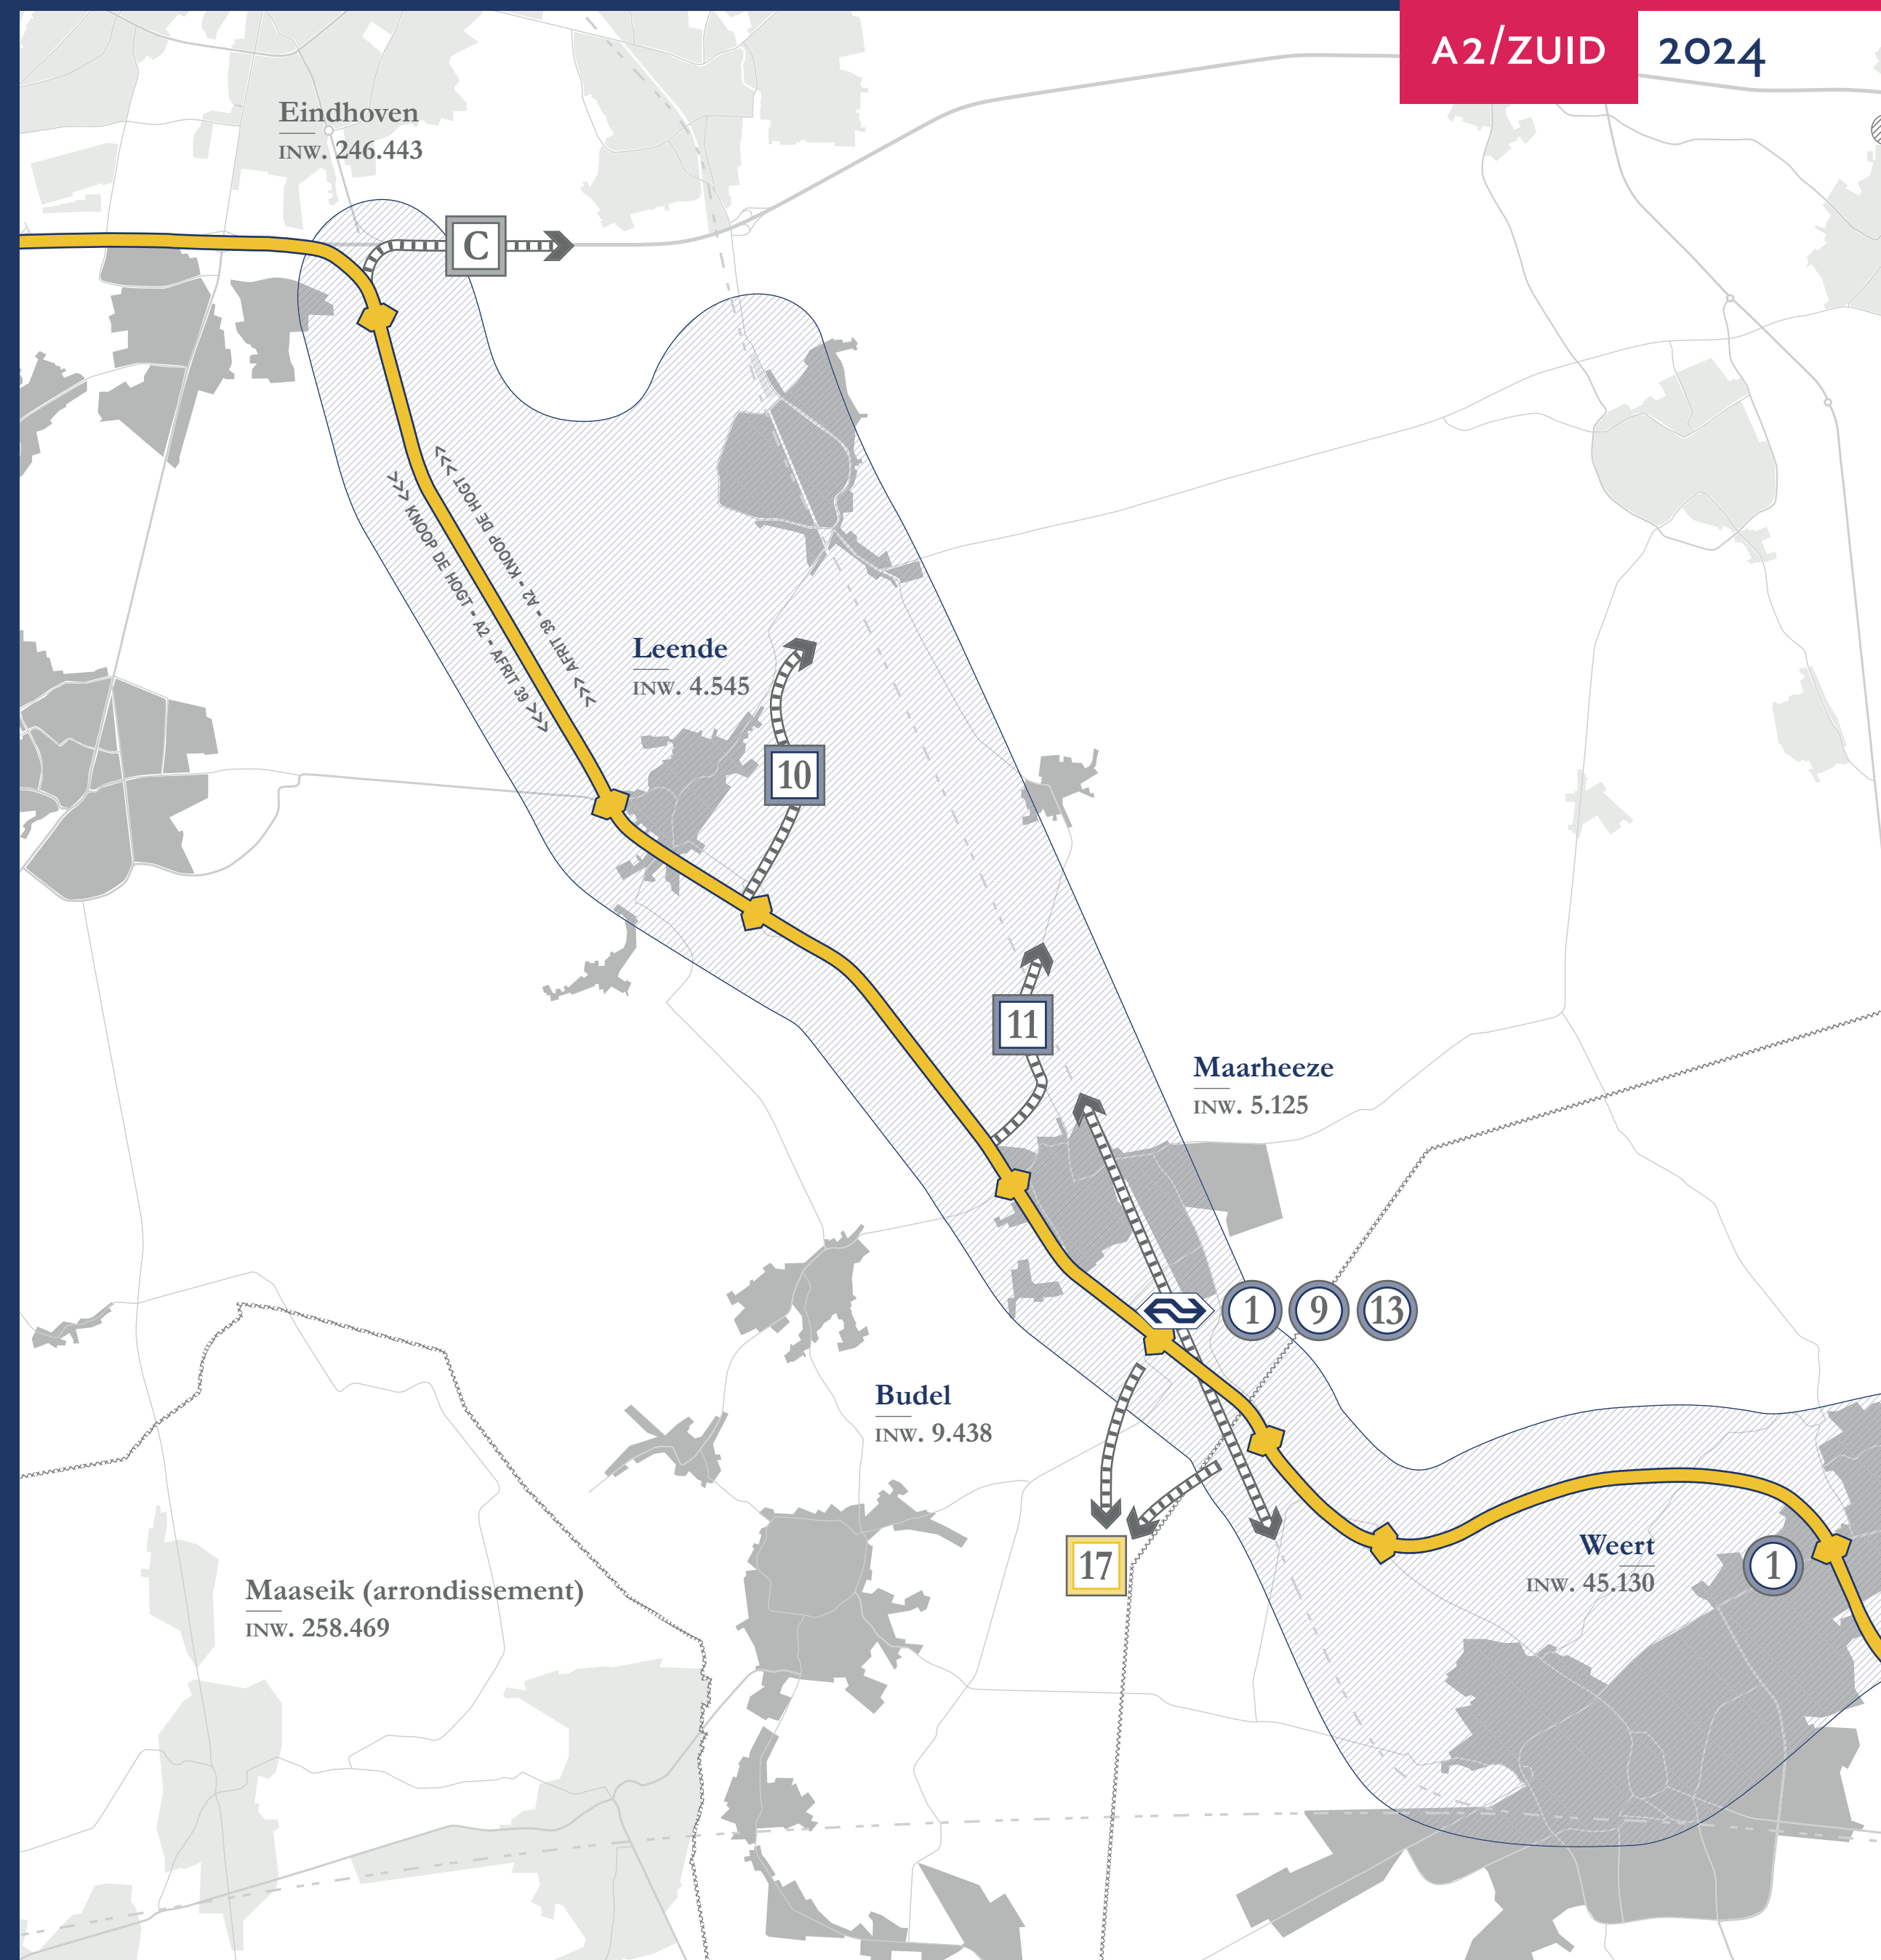 A2/ZUID 2024
Eindhoven
INW. 246.443
C
<<< KNOOP DE HOGT - A2 - AFRIT 39 >>>
<<< AFRIT 39 - A2 - KNOOP DE HOGT >>>
Leende
INW. 4.545
10
11
Maarheeze
INW. 5.125
1 9 13
Budel
INW. 9.438
17
Weert
INW. 45.130
1
Maaseik (arrondissement)
INW. 258.469